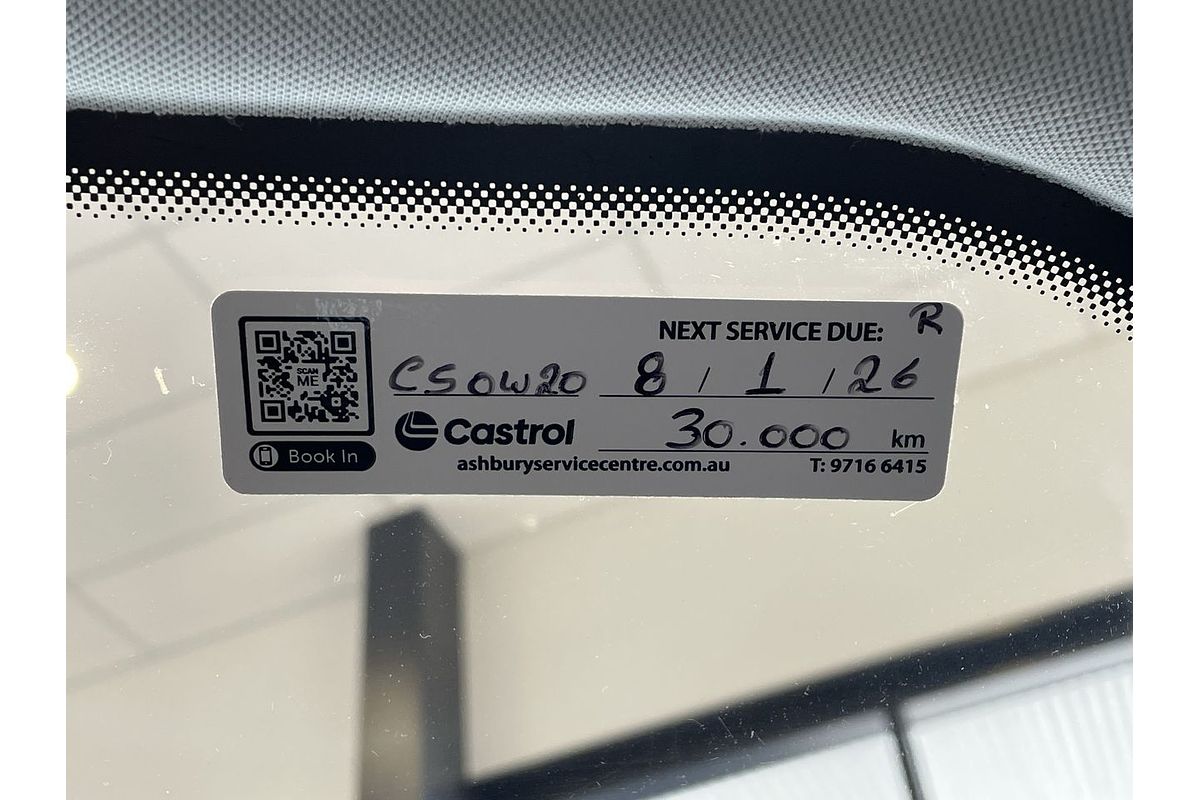 NEXT SERVICE DUE: R
SCAN
ME
CS0W20 8 / 1 / 26
Castrol 30.000 km
Book In
ashburyservicecentre.com.au T: 9716 6415